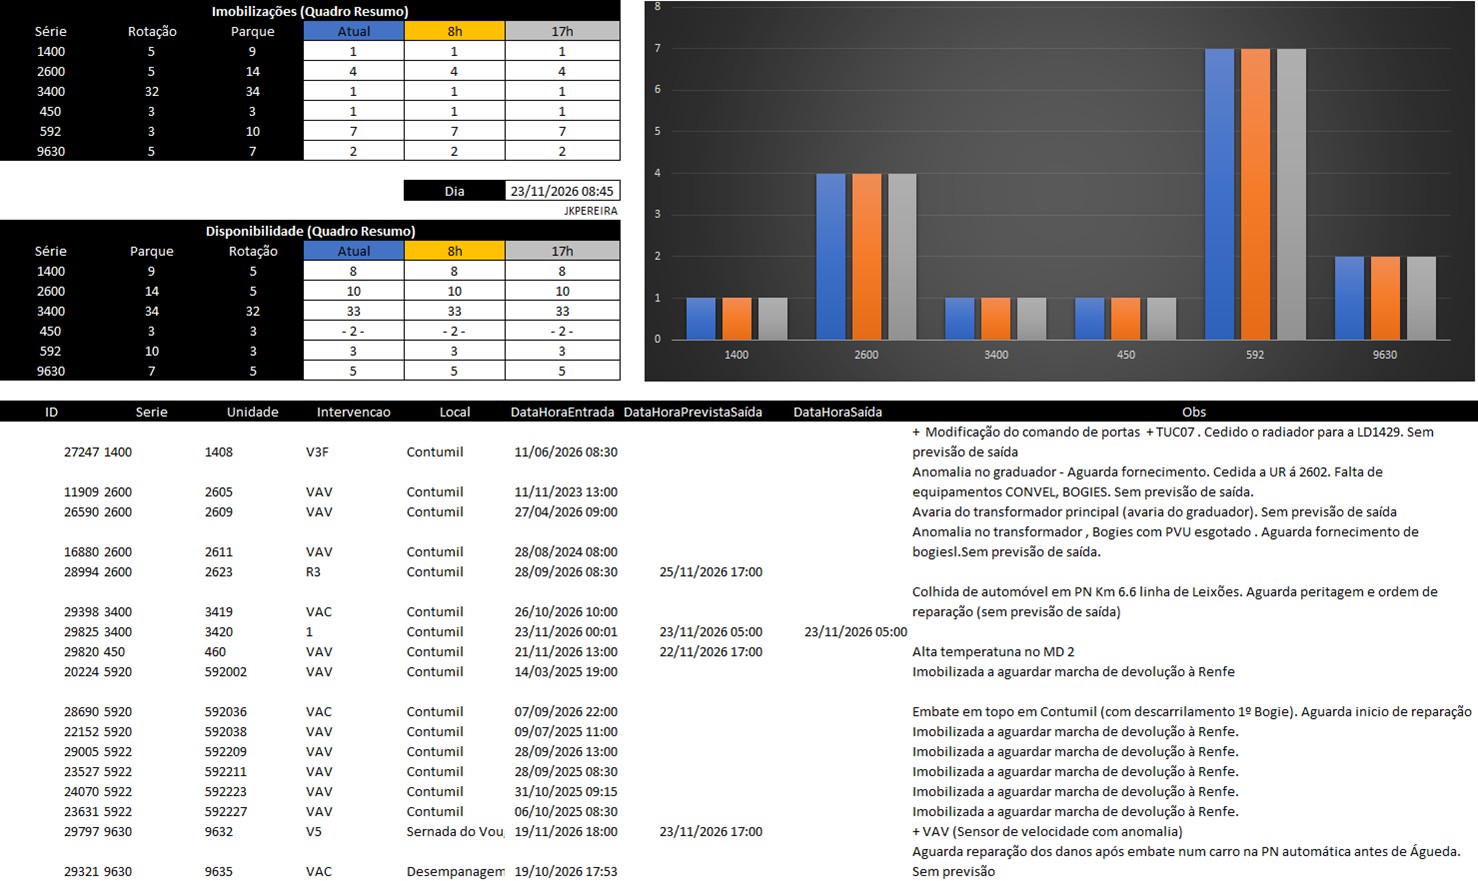 Imobilizações (Quadro Resumo)
Série Rotação Parque Atual 8h 17h
1400 5 9 1 1 1
2600 5 14 4 4 4
3400 32 34 1 1 1
450 3 3 1 1 1
592 3 10 7 7 7
9630 5 7 2 2 2
Dia 23/11/2026 08:45
JKPEREIRA
Disponibilidade (Quadro Resumo)
Série Parque Rotação Atual 8h 17h
1400 9 5 8 8 8
2600 14 5 10 10 10
3400 34 32 33 33 33
450 3 3 - 2 - - 2 - - 2 -
592 10 3 3 3 3
9630 7 5 5 5 5
8
7
6
5
4
3
2
1
0
1400 2600 3400 450 592 9630
ID Serie Unidade Intervencao Local DataHoraEntrada DataHoraPrevistaSaída DataHoraSaída Obs
+ Modificação do comando de portas + TUC07 . Cedido o radiador para a LD1429. Sem
27247 1400 1408 V3F Contumil 11/06/2026 08:30 previsão de saída
Anomalia no graduador - Aguarda fornecimento. Cedida a UR á 2602. Falta de
11909 2600 2605 VAV Contumil 11/11/2023 13:00 equipamentos CONVEL, BOGIES. Sem previsão de saída.
26590 2600 2609 VAV Contumil 27/04/2026 09:00 Avaria do transformador principal (avaria do graduador). Sem previsão de saída
Anomalia no transformador , Bogies com PVU esgotado . Aguarda fornecimento de
16880 2600 2611 VAV Contumil 28/08/2024 08:00 bogiesl.Sem previsão de saída.
28994 2600 2623 R3 Contumil 28/09/2026 08:30 25/11/2026 17:00
Colhida de automóvel em PN Km 6.6 linha de Leixões. Aguarda peritagem e ordem de
29398 3400 3419 VAC Contumil 26/10/2026 10:00 reparação (sem previsão de saída)
29825 3400 3420 1 Contumil 23/11/2026 00:01 23/11/2026 05:00 23/11/2026 05:00
29820 450 460 VAV Contumil 21/11/2026 13:00 22/11/2026 17:00 Alta temperatuna no MD 2
20224 5920 592002 VAV Contumil 14/03/2025 19:00 Imobilizada a aguardar marcha de devolução à Renfe
28690 5920 592036 VAC Contumil 07/09/2026 22:00 Embate em topo em Contumil (com descarrilamento 1º Bogie). Aguarda inicio de reparação
22152 5920 592038 VAV Contumil 09/07/2025 11:00 Imobilizada a aguardar marcha de devolução à Renfe.
29005 5922 592209 VAV Contumil 28/09/2026 13:00 Imobilizada a aguardar marcha de devolução à Renfe.
23527 5922 592211 VAV Contumil 28/09/2025 08:30 Imobilizada a aguardar marcha de devolução à Renfe.
24070 5922 592223 VAV Contumil 31/10/2025 09:15 Imobilizada a aguardar marcha de devolução à Renfe.
23631 5922 592227 VAV Contumil 06/10/2025 08:30 Imobilizada a aguardar marcha de devolução à Renfe.
29797 9630 9632 V5 Sernada do Vou 19/11/2026 18:00 23/11/2026 17:00 + VAV (Sensor de velocidade com anomalia)
Aguarda reparação dos danos após embate num carro na PN automática antes de Águeda.
29321 9630 9635 VAC Desempanagem 19/10/2026 17:53 Sem previsão